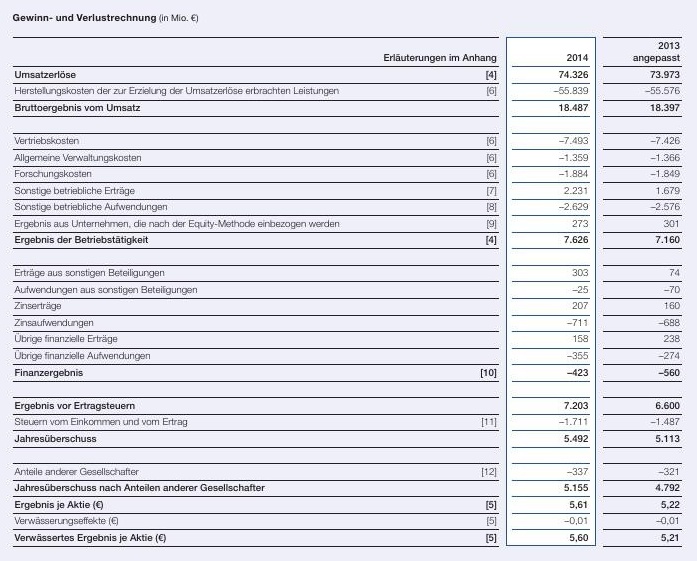 Gewinn- und Verlustrechnung (in Mio. €)
2013
Erläuterungen im Anhang 2014 angepasst
Umsatzerlöse [4] 74.326 73.973
Herstellungskosten der zur Erzielung der Umsatzerlöse erbrachten Leistungen [6] –55.839 –55.576
Bruttoergebnis vom Umsatz 18.487 18.397
Vertriebskosten [6] –7.493 –7.426
Allgemeine Verwaltungskosten [6] –1.359 –1.366
Forschungskosten [6] –1.884 –1.849
Sonstige betriebliche Erträge [7] 2.231 1.679
Sonstige betriebliche Aufwendungen [8] –2.629 –2.576
Ergebnis aus Unternehmen, die nach der Equity-Methode einbezogen werden [9] 273 301
Ergebnis der Betriebstätigkeit [4] 7.626 7.160
Erträge aus sonstigen Beteiligungen 303 74
Aufwendungen aus sonstigen Beteiligungen –25 –70
Zinserträge 207 160
Zinsaufwendungen –711 –688
Übrige finanzielle Erträge 158 238
Übrige finanzielle Aufwendungen –355 –274
Finanzergebnis [10] –423 –560
Ergebnis vor Ertragsteuern 7.203 6.600
Steuern vom Einkommen und vom Ertrag [11] –1.711 –1.487
Jahresüberschuss 5.492 5.113
Anteile anderer Gesellschafter [12] –337 –321
Jahresüberschuss nach Anteilen anderer Gesellschafter 5.155 4.792
Ergebnis je Aktie (€) [5] 5,61 5,22
Verwässerungseffekte (€) [5] –0,01 –0,01
Verwässertes Ergebnis je Aktie (€) [5] 5,60 5,21